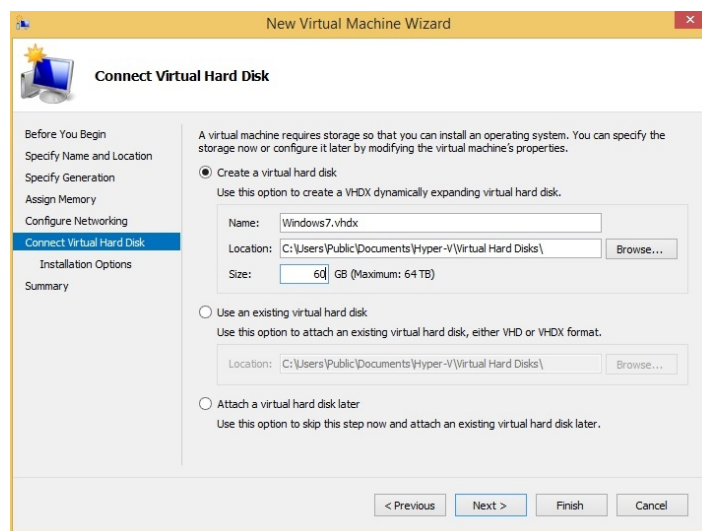 New Virtual Machine Wizard
Connect Virtual Hard Disk
Before You Begin
Specify Name and Location
Specify Generation
Assign Memory
Configure Networking
Connect Virtual Hard Disk
Installation Options
Summary
A virtual machine requires storage so that you can install an operating system. You can specify the
storage now or configure it later by modifying the virtual machine's properties.
Create a virtual hard disk
Use this option to create a VHDX dynamically expanding virtual hard disk.
Name: Windows7.vhdx
Location: C:\Users\Public\Documents\Hyper-V\Virtual Hard Disks\ Browse...
Size: 60 GB (Maximum: 64 TB)
Use an existing virtual hard disk
Use this option to attach an existing virtual hard disk, either VHD or VHDX format.
Location: C:\Users\Public\Documents\Hyper-V\Virtual Hard Disks\ Browse...
Attach a virtual hard disk later
Use this option to skip this step now and attach an existing virtual hard disk later.
< Previous Next > Finish Cancel